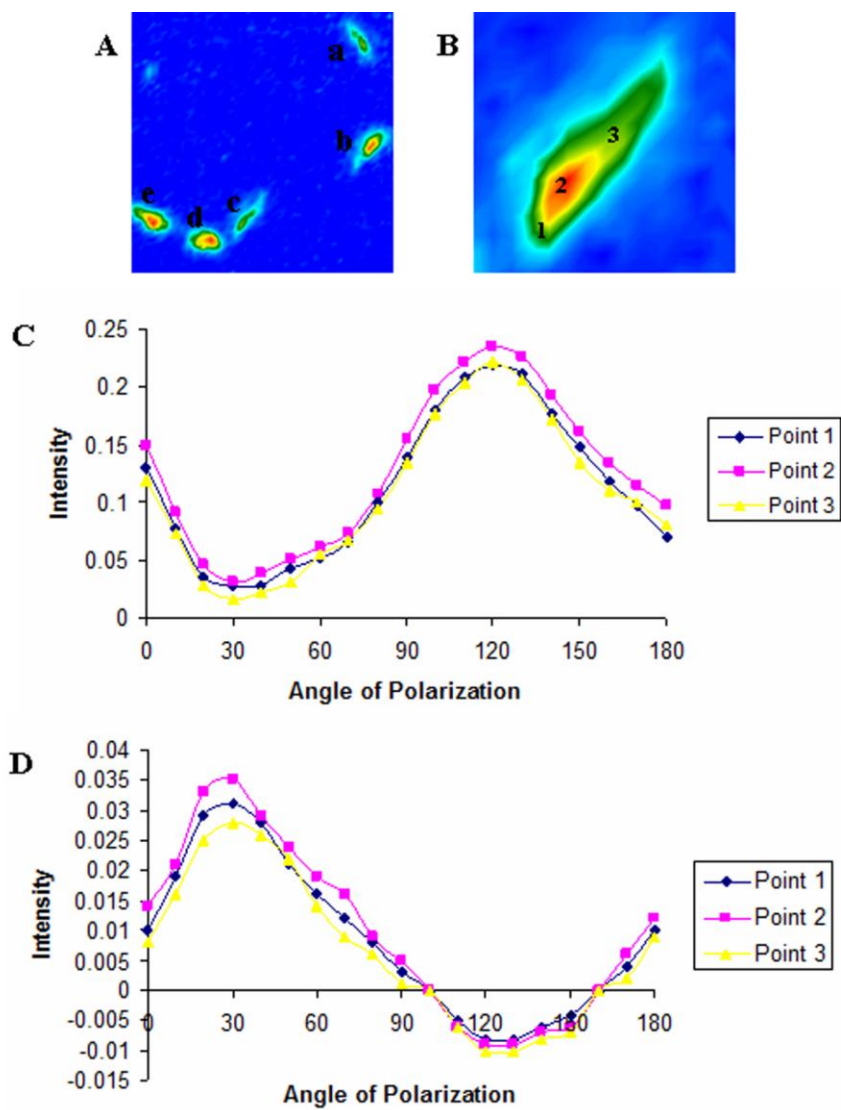 A
B
a
b
c
d
e
1
2
3
C
0.25
0.2
0.15
0.1
0.05
0
Intensity
0 30 60 90 120 150 180
Angle of Polarization
Point 1
Point 2
Point 3
D
0.04
0.035
0.03
0.025
0.02
0.015
0.01
0.005
0
-0.005
-0.01
-0.015
Intensity
0 30 60 90 120 150 180
Angle of Polarization
Point 1
Point 2
Point 3